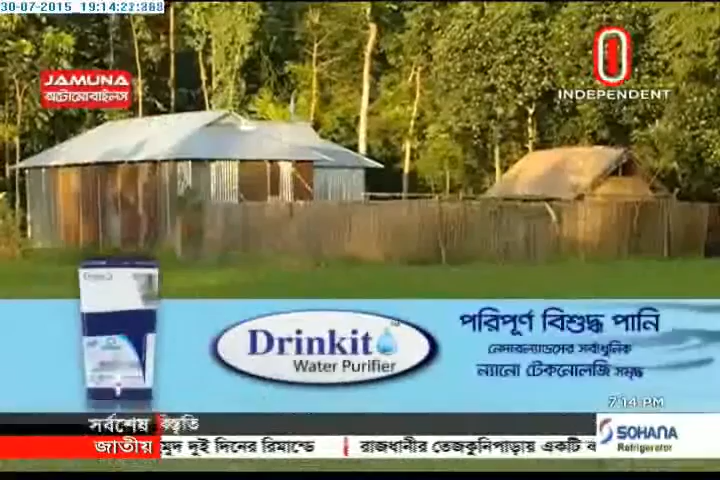 30-07-2015 19:14:22:388
INDEPENDENT
JAMUNA
অটোমোবাইলস
Drinkit
Water Purifier
পরিপূর্ণ বিশুদ্ধ পানি
নেদারল্যান্ডসের সর্বাধুনিক
ন্যানো টেকনোলজি সমৃদ্ধ
7:14 PM
সর্বশেষ
জাতীয়
দুই দিনের রিমান্ডে
রাজধানীর তেজকুনিপাড়ায় একটি
SOHANA
Refrigerator